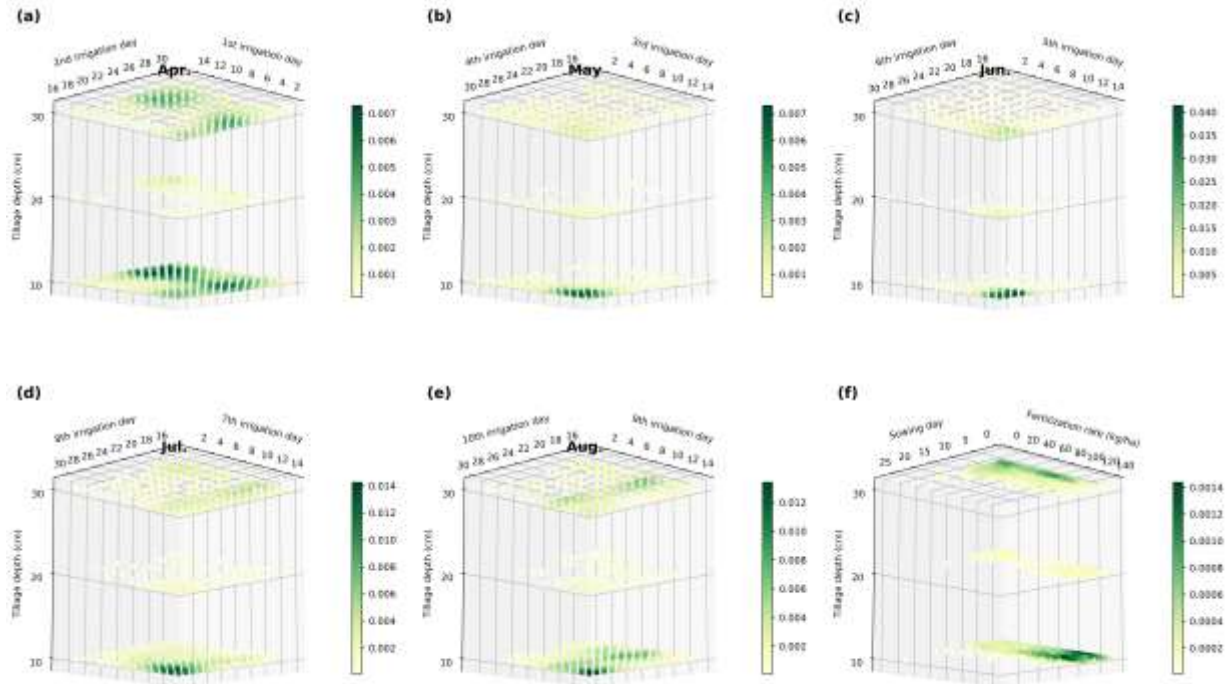 (a)
2nd irrigation day
1st irrigation day
Apr.
16 18 20 22 24 26 28 30
14 12 10 8 6 4 2
Tillage depth (cm)
30
20
10
0.007
0.006
0.005
0.004
0.003
0.002
0.001
(b)
4th irrigation day
3rd irrigation day
May
30 28 26 24 22 20 18 16
2 4 6 8 10 12 14
Tillage depth (cm)
30
20
10
0.007
0.006
0.005
0.004
0.003
0.002
0.001
(c)
6th irrigation day
5th irrigation day
Jun.
30 28 26 24 22 20 18 16
2 4 6 8 10 12 14
Tillage depth (cm)
30
20
10
0.040
0.035
0.030
0.025
0.020
0.015
0.010
0.005
(d)
8th irrigation day
7th irrigation day
Jul.
30 28 26 24 22 20 18 16
2 4 6 8 10 12 14
Tillage depth (cm)
30
20
10
0.014
0.012
0.010
0.008
0.006
0.004
0.002
(e)
10th irrigation day
9th irrigation day
Aug.
30 28 26 24 22 20 18 16
2 4 6 8 10 12 14
Tillage depth (cm)
30
20
10
0.012
0.010
0.008
0.006
0.004
0.002
(f)
Sowing day
Fertilization rate (kg/ha)
25 20 15 10 5 0
0 20 40 60 80 100 120 140
Tillage depth (cm)
30
20
10
0.0014
0.0012
0.0010
0.0008
0.0006
0.0004
0.0002